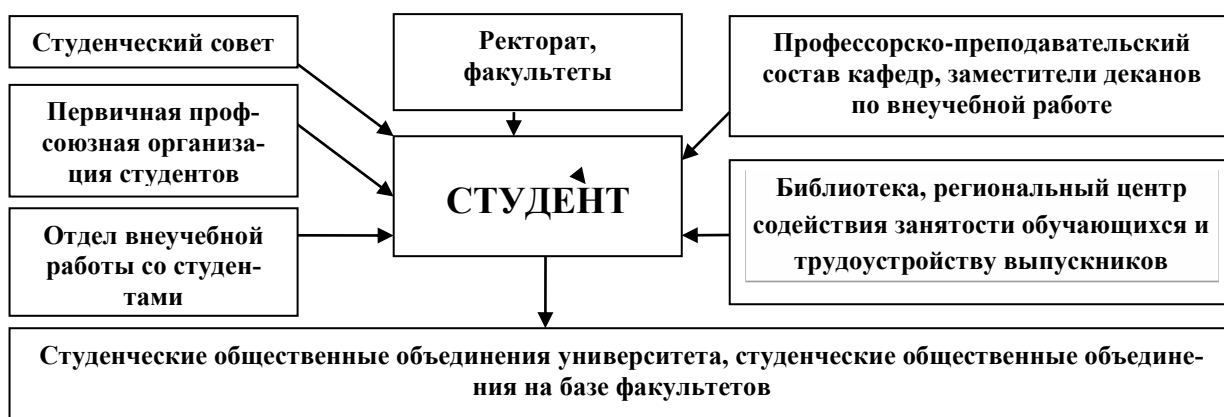 Студенческий совет
Ректорат,
факультеты
Профессорско-преподавательский
состав кафедр, заместители деканов
по внеучебной работе
Первичная проф-
союзная организа-
ция студентов
СТУДЕНТ
Библиотека, региональный центр
содействия занятости обучающихся и
трудоустройству выпускников
Отдел внеучебной
работы со студен-
тами
Студенческие общественные объединения университета, студенческие общественные объедине-
ния на базе факультетов